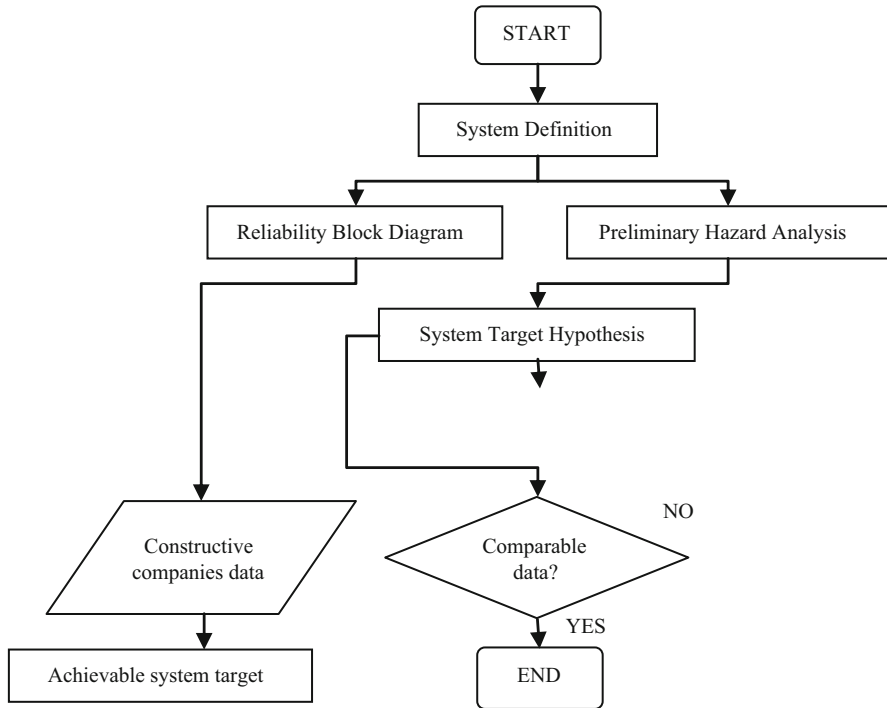 START
System Definition
Reliability Block Diagram
Preliminary Hazard Analysis
System Target Hypothesis
NO
Constructive
companies data
Comparable
data?
YES
Achievable system target
END